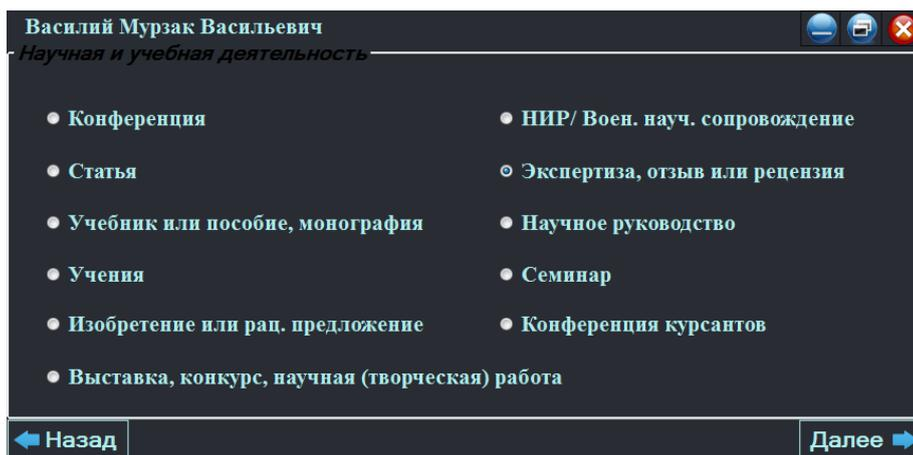 Василий Мурзак Васильевич
Научная и учебная деятельность
Конференция
НИР/ Воен. науч. сопровождение
Статья
Экспертиза, отзыв или рецензия
Учебник или пособие, монография
Научное руководство
Учения
Семинар
Изобретение или рац. предложение
Конференция курсантов
Выставка, конкурс, научная (творческая) работа
Назад
Далее